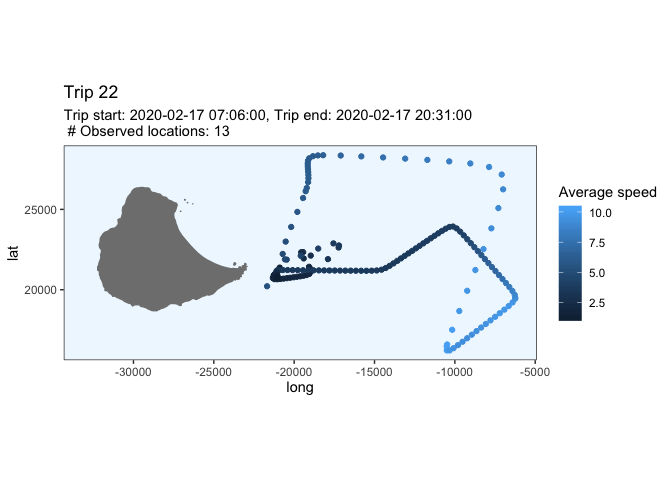 Trip 22
Trip start: 2020-02-17 07:06:00, Trip end: 2020-02-17 20:31:00
# Observed locations: 13
Average speed
10.0
7.5
5.0
2.5
25000
20000
lat
-30000 -25000 -20000 -15000 -10000 -5000
long